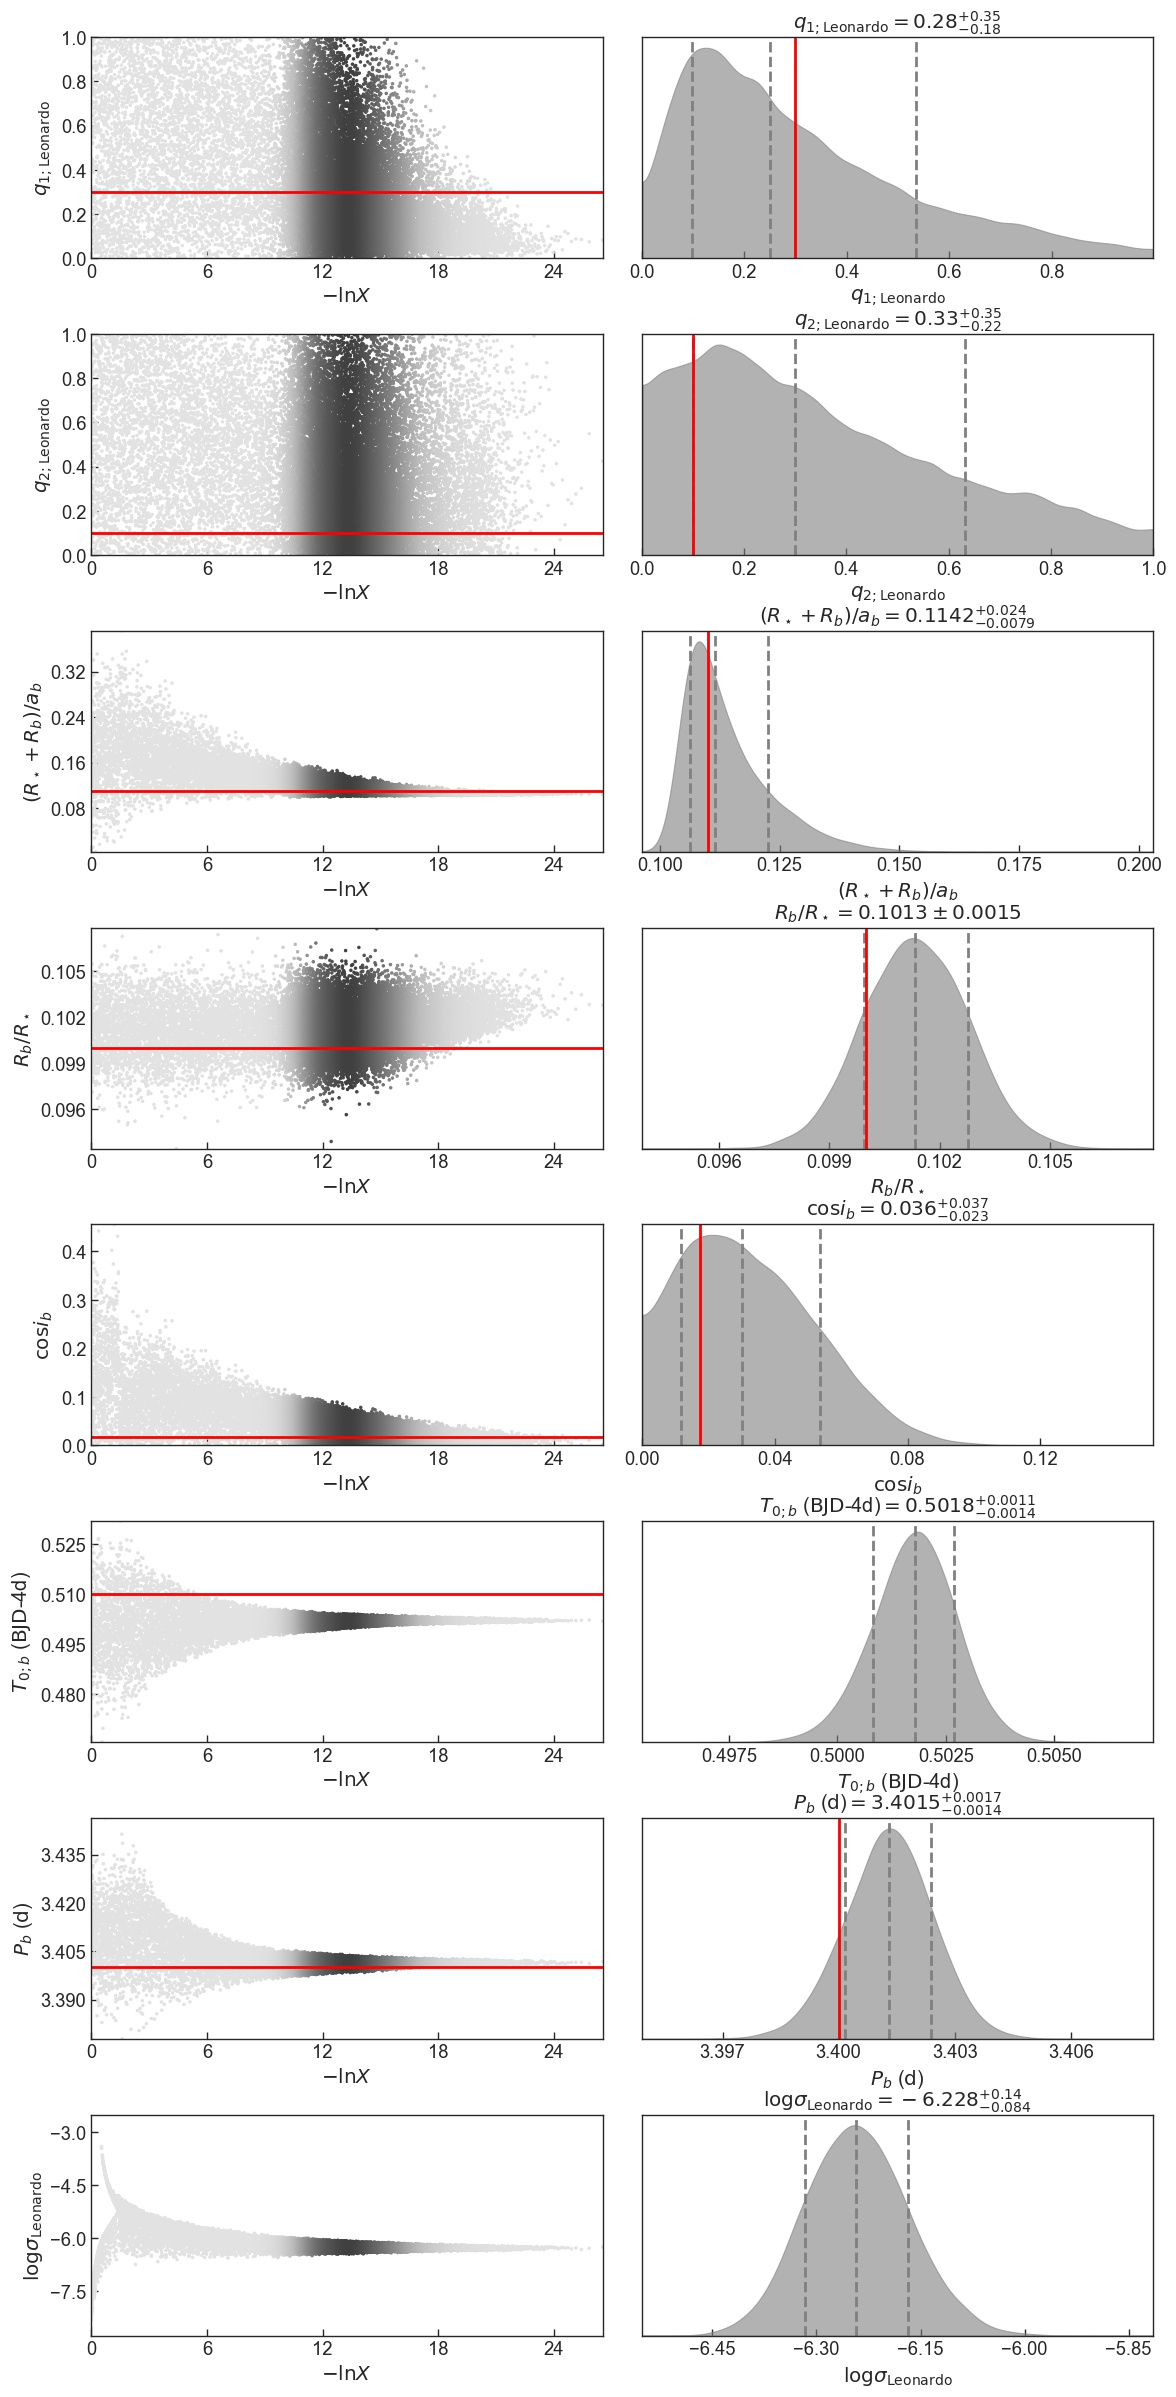 q1; Leonardo = 0.28 +0.35 −0.18
1.0 0.8 0.6 0.4 0.2 0.0
q1; Leonardo
0 6 12 18 24
−lnX
0.0 0.2 0.4 0.6 0.8
q1; Leonardo
q2; Leonardo = 0.33 +0.35 −0.22
1.0 0.8 0.6 0.4 0.2 0.0
q2; Leonardo
0 6 12 18 24
−lnX
0.0 0.2 0.4 0.6 0.8 1.0
q2; Leonardo
(R⋆ + Rb)/ab = 0.1142 +0.024 −0.0079
0.32 0.24 0.16 0.08
(R⋆ + Rb)/ab
0 6 12 18 24
−lnX
0.100 0.125 0.150 0.175 0.200
(R⋆ + Rb)/ab
Rb/R⋆ = 0.1013 ± 0.0015
0.105 0.102 0.099 0.096
Rb/R⋆
0 6 12 18 24
−lnX
0.096 0.099 0.102 0.105
Rb/R⋆
cosib = 0.036 +0.037 −0.023
0.4 0.3 0.2 0.1 0.0
cosib
0 6 12 18 24
−lnX
0.00 0.04 0.08 0.12
cosib
T0;b (BJD-4d) = 0.5018 +0.0011 −0.0014
0.525 0.510 0.495 0.480
T0;b (BJD-4d)
0 6 12 18 24
−lnX
0.4975 0.5000 0.5025 0.5050
T0;b (BJD-4d)
Pb (d) = 3.4015 +0.0017 −0.0014
3.435 3.420 3.405 3.390
Pb (d)
0 6 12 18 24
−lnX
3.397 3.400 3.403 3.406
Pb (d)
logσLeonardo = −6.228 +0.14 −0.084
−3.0 −4.5 −6.0 −7.5
logσLeonardo
0 6 12 18 24
−lnX
−6.45 −6.30 −6.15 −6.00 −5.85
logσLeonardo